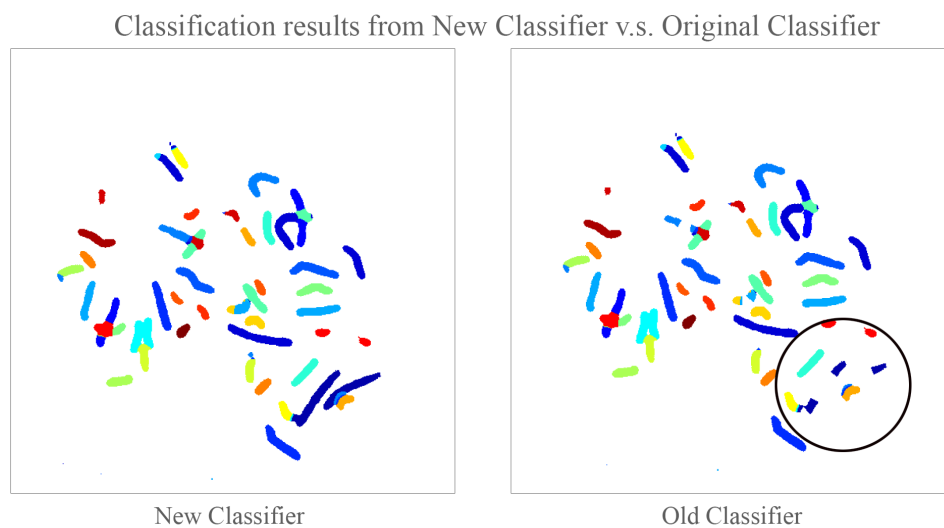 Classification results from New Classifier v.s. Original Classifier
New Classifier
Old Classifier